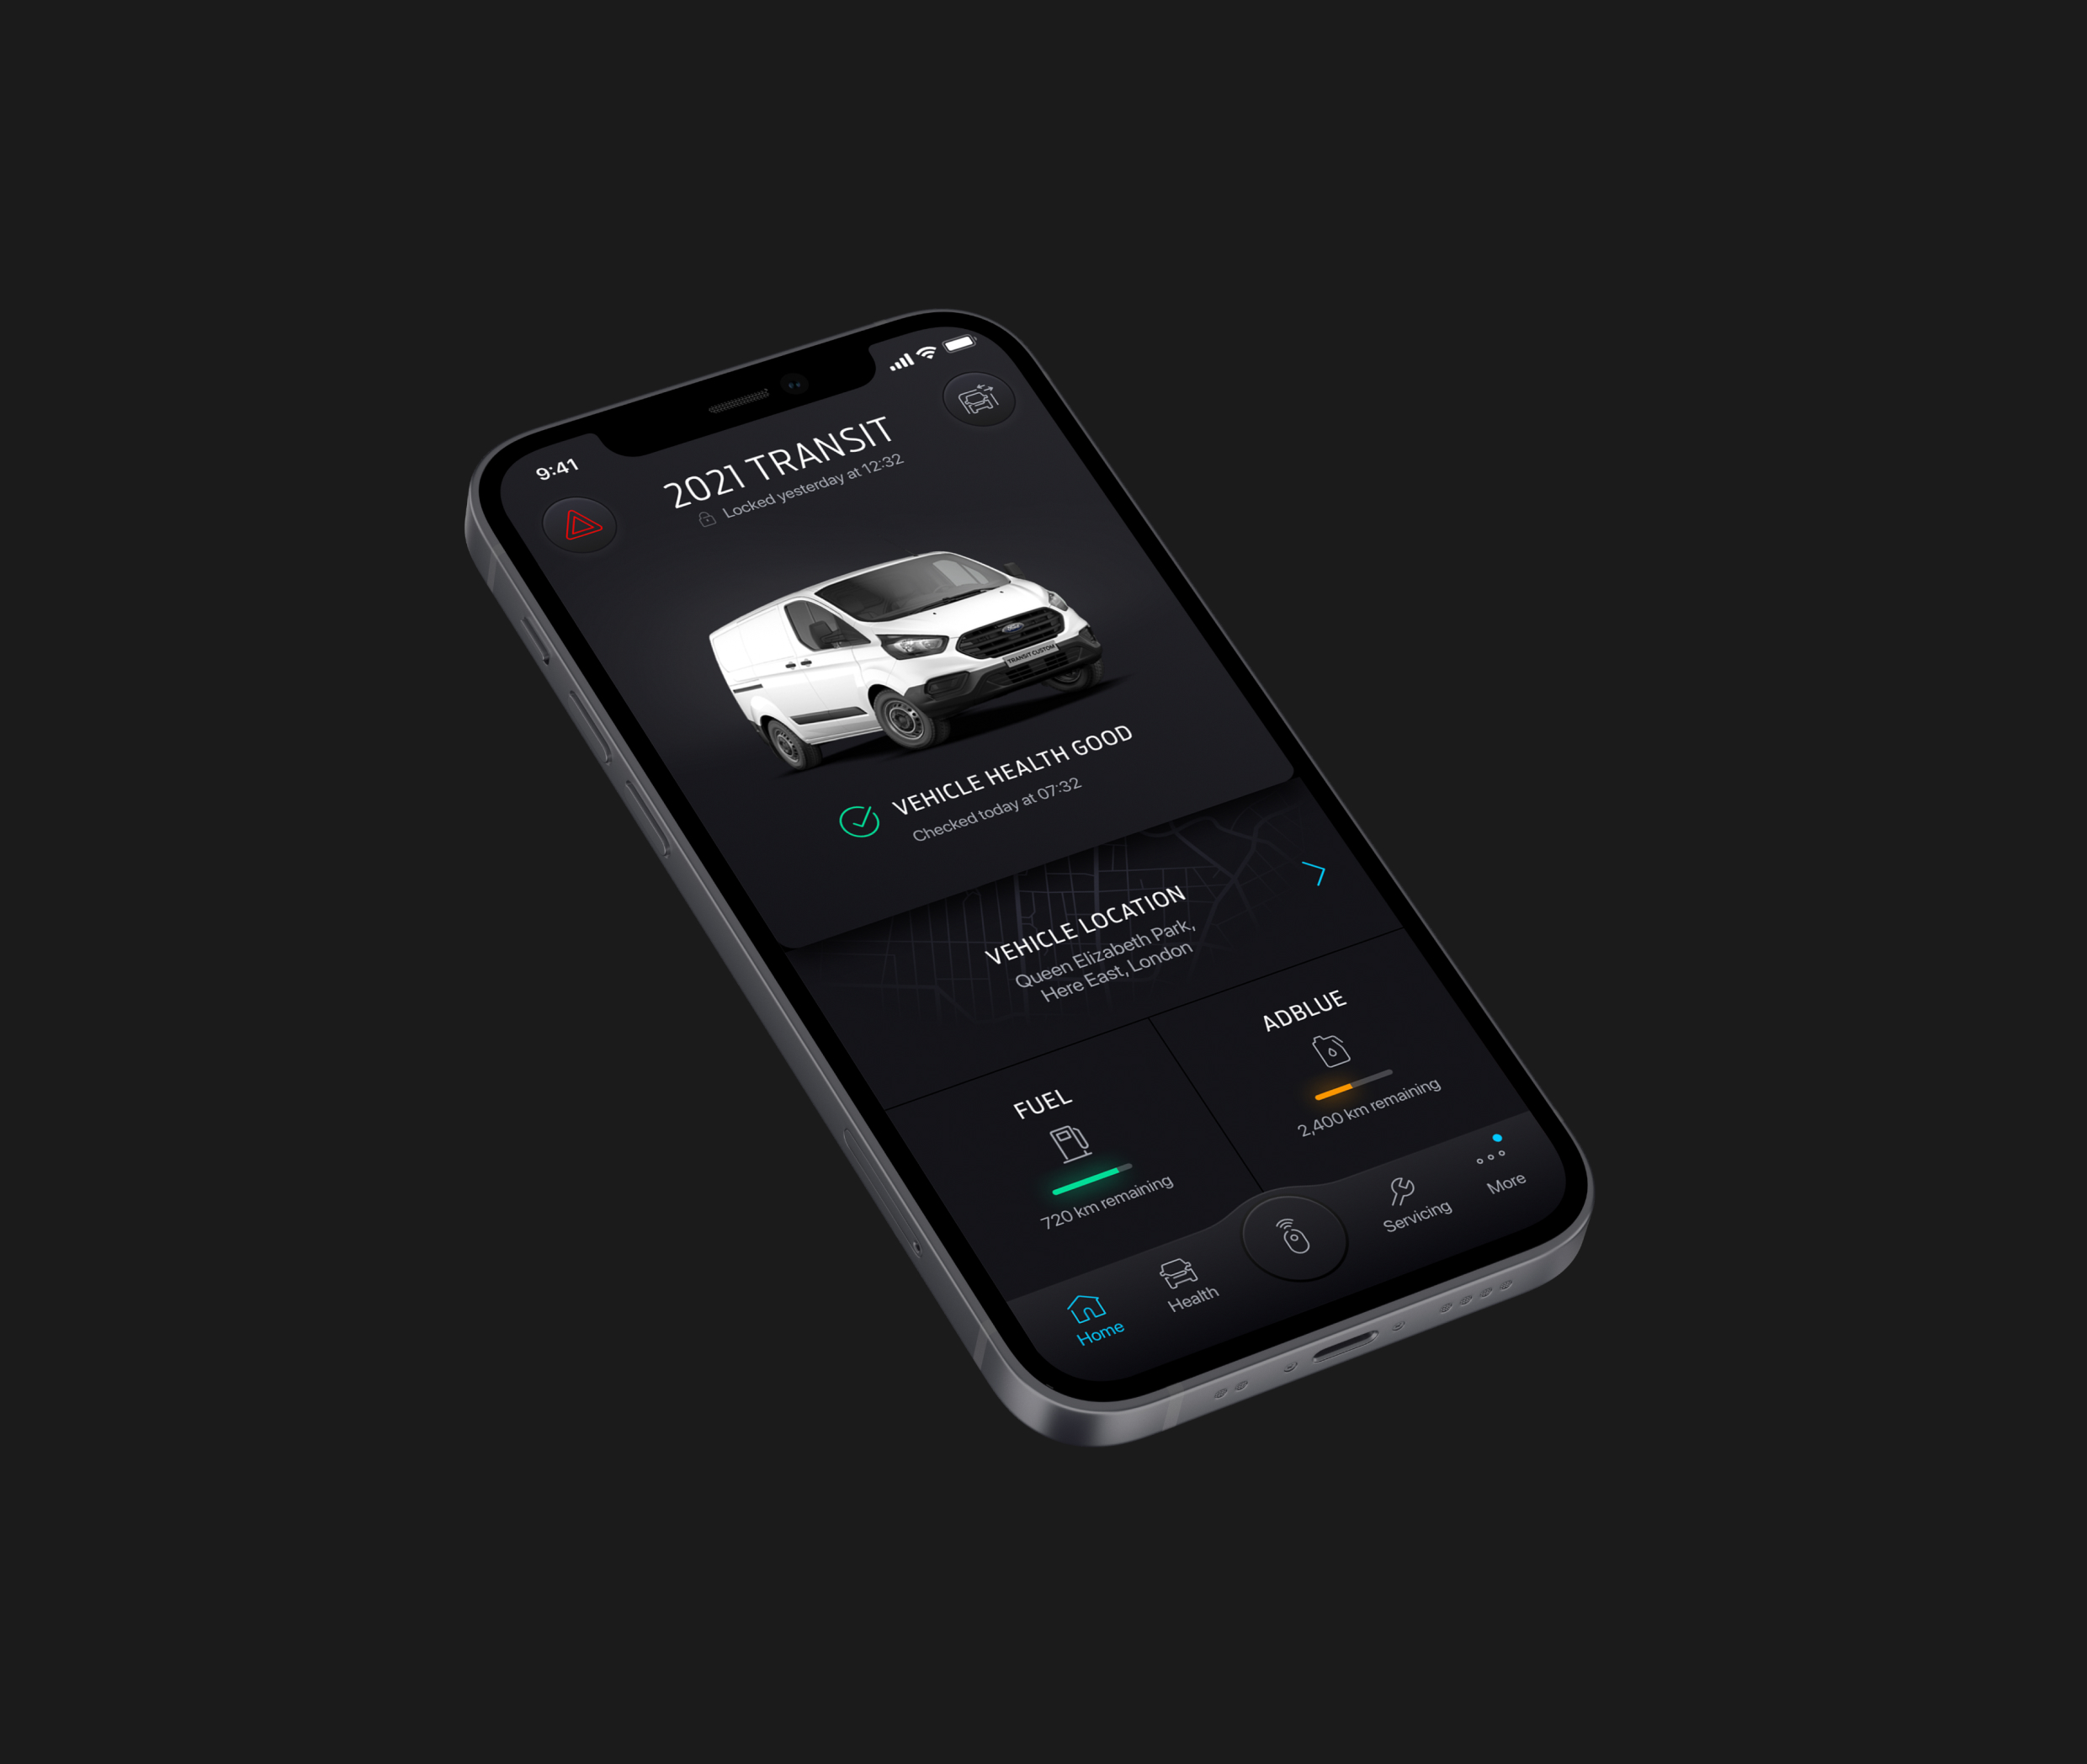 9:41
2021 TRANSIT
Locked yesterday at 12:32
Ford
TRANSIT CUSTOM
VEHICLE HEALTH GOOD
Checked today at 07:32
VEHICLE LOCATION
Queen Elizabeth Park,
Here East, London
FUEL
720 km remaining
ADBLUE
2,400 km remaining
Home
Health
Servicing
More